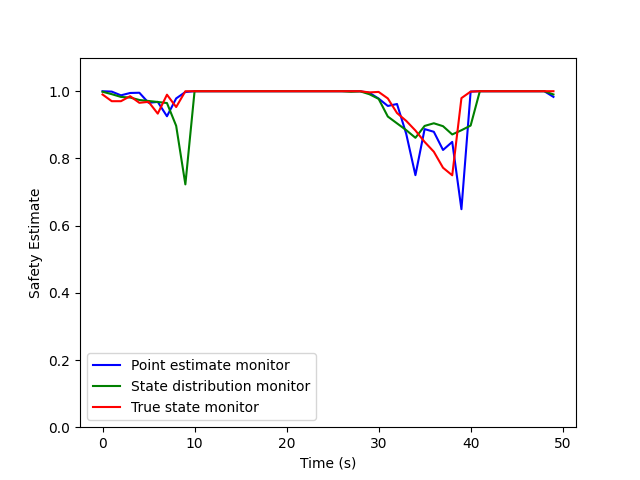 1.0
0.8
0.6
0.4
0.2
0.0
Safety Estimate
Point estimate monitor
State distribution monitor
True state monitor
0 10 20 30 40 50
Time (s)